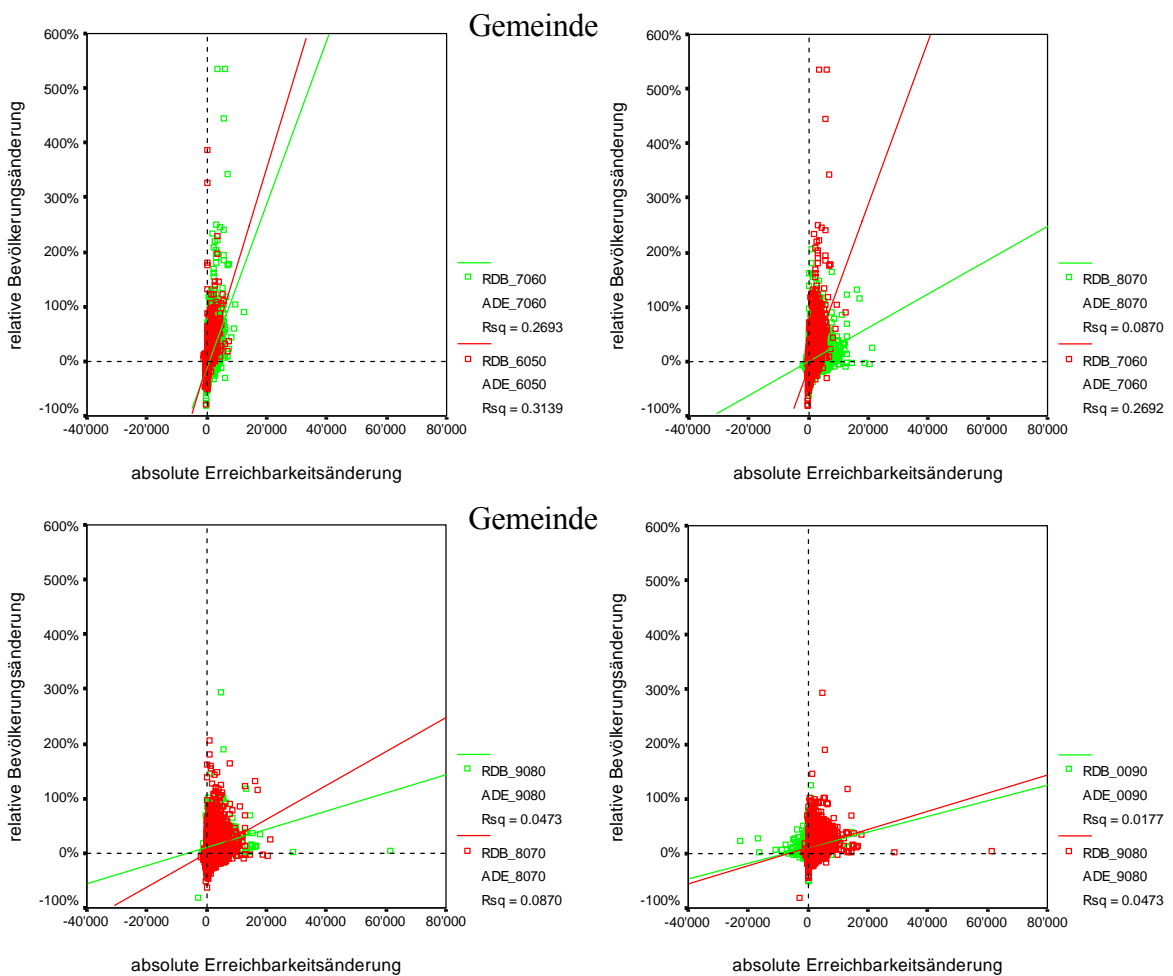 Gemeinde
600%
500%
400%
300%
200%
100%
0%
-100%
-40'000 -20'000 0 20'000 40'000 60'000 80'000
relative Bevölkerungsänderung
absolute Erreichbarkeitsänderung
RDB_7060
ADE_7060
Rsq = 0.2693
RDB_6050
ADE_6050
Rsq = 0.3139
600%
500%
400%
300%
200%
100%
0%
-100%
-40'000 -20'000 0 20'000 40'000 60'000 80'000
relative Bevölkerungsänderung
absolute Erreichbarkeitsänderung
RDB_8070
ADE_8070
Rsq = 0.0870
RDB_7060
ADE_7060
Rsq = 0.2692
Gemeinde
600%
500%
400%
300%
200%
100%
0%
-100%
-40'000 -20'000 0 20'000 40'000 60'000 80'000
relative Bevölkerungsänderung
absolute Erreichbarkeitsänderung
RDB_9080
ADE_9080
Rsq = 0.0473
RDB_8070
ADE_8070
Rsq = 0.0870
600%
500%
400%
300%
200%
100%
0%
-100%
-40'000 -20'000 0 20'000 40'000 60'000 80'000
relative Bevölkerungsänderung
absolute Erreichbarkeitsänderung
RDB_0090
ADE_0090
Rsq = 0.0177
RDB_9080
ADE_9080
Rsq = 0.0473